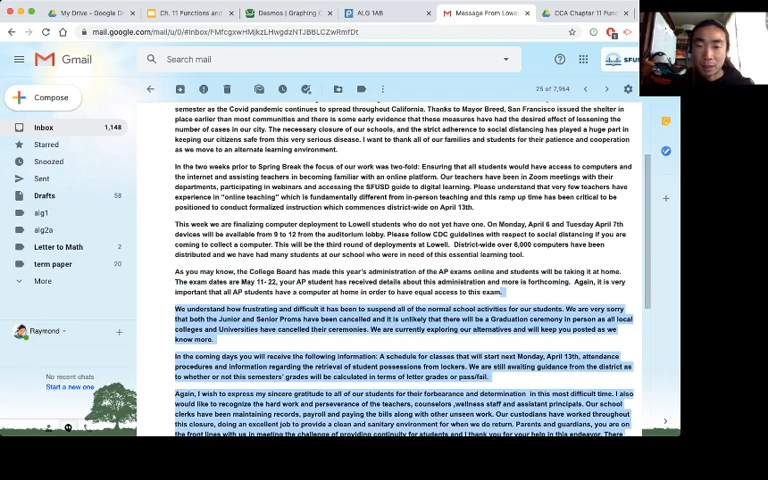 My Drive - Google Dr
Ch. 11 Functions and
Desmos | Graphing C
ALG 1AB
Message From Lowe
CCA Chapter 11 Func
mail.google.com/mail/u/0/#inbox/FMfcgxwHMjkzLHwgdzNTJBBLCZwRmfDt
Gmail
Search mail
SFUS
Compose
25 of 7,964
Inbox 1,148
Starred
Snoozed
Sent
Drafts 58
alg1
alg2a
Letter to Math 2
term paper 20
More
Raymond
No recent chats
Start a new one
semester as the Covid pandemic continues to spread throughout California. Thanks to Mayor Breed, San Francisco issued the shelter in
place earlier than most communities and there is some early evidence that these measures have had the desired effect of lessening the
number of cases in our city. The necessary closure of our schools, and the strict adherence to social distancing has played a huge part in
keeping our citizens safe from this very serious disease. I want to thank all of our families and students for their patience and cooperation
as we move to an alternate learning environment.
In the two weeks prior to Spring Break the focus of our work was two-fold: Ensuring that all students would have access to computers and
the internet and assisting teachers in becoming familiar with an online platform. Our teachers have been in Zoom meetings with their
departments, participating in webinars and accessing the SFUSD guide to digital learning. Please understand that very few teachers have
experience in "online teaching" which is fundamentally different from in-person teaching and this ramp up time has been critical to be
positioned to conduct formalized instruction which commences district-wide on April 13th.
This week we are finalizing computer deployment to Lowell students who do not yet have one. On Monday, April 6 and Tuesday April 7th
devices will be available from 9 to 12 from the auditorium lobby. Please follow CDC guidelines with respect to social distancing if you are
coming to collect a computer. This will be the third round of deployments at Lowell. District-wide over 6,000 computers have been
distributed and we have had many students at our school who were in need of this essential learning tool.
As you may know, the College Board has made this year's administration of the AP exams online and students will be taking it at home.
The exam dates are May 11- 22, your AP student has received details about this administration and more is forthcoming. Again, it is very
important that all AP students have a computer at home in order to have equal access to this exam.
We understand how frustrating and difficult it has been to suspend all of the normal school activities for our students. We are very sorry
that both the Junior and Senior Proms have been cancelled and it is unlikely that there will be a Graduation ceremony in person as all local
colleges and Universities have cancelled their ceremonies. We are currently exploring our alternatives and will keep you posted as we
know more.
In the coming days you will receive the following information: A schedule for classes that will start next Monday, April 13th, attendance
procedures and information regarding the retrieval of student possessions from lockers. We are still awaiting guidance from the district as
to whether or not this semesters' grades will be calculated in terms of letter grades or pass/fail.
Again, I wish to express my sincere gratitude to all of our students for their forbearance and determination in this most difficult time. I also
would like to recognize the hard work and perseverance of the teachers, counselors ,wellness staff and assistant principals. Our school
clerks have been maintaining records, payroll and paying the bills along with other unseen work. Our custodians have worked throughout
this closure, doing an excellent job to provide a clean and sanitary environment for when we do return. Parents and guardians, you are on
the front lines with us in meeting the challenge of providing continuity for students and I thank you for your help in this endeavor. There